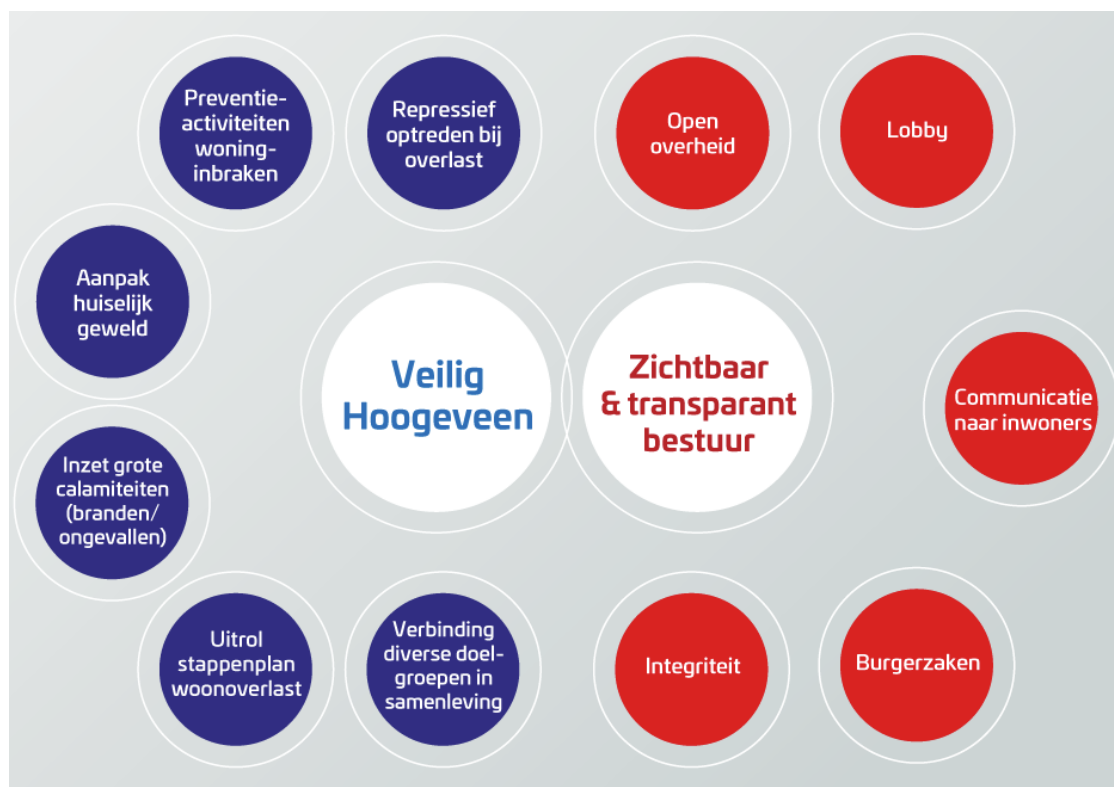 Preventie-
activiteiten
woning-
inbraken
Repressief
optreden bij
overlast
Open
overheid
Lobby
Aanpak
huiselijk
geweld
Veilig
Hoogeveen
Zichtbaar
& transparant
bestuur
Communicatie
naar inwoners
Inzet grote
calamiteiten
(branden/
ongevallen)
Uitrol
stappenplan
woonoverlast
Verbinding
diverse doel-
groepen in
samenleving
Integriteit
Burgerzaken